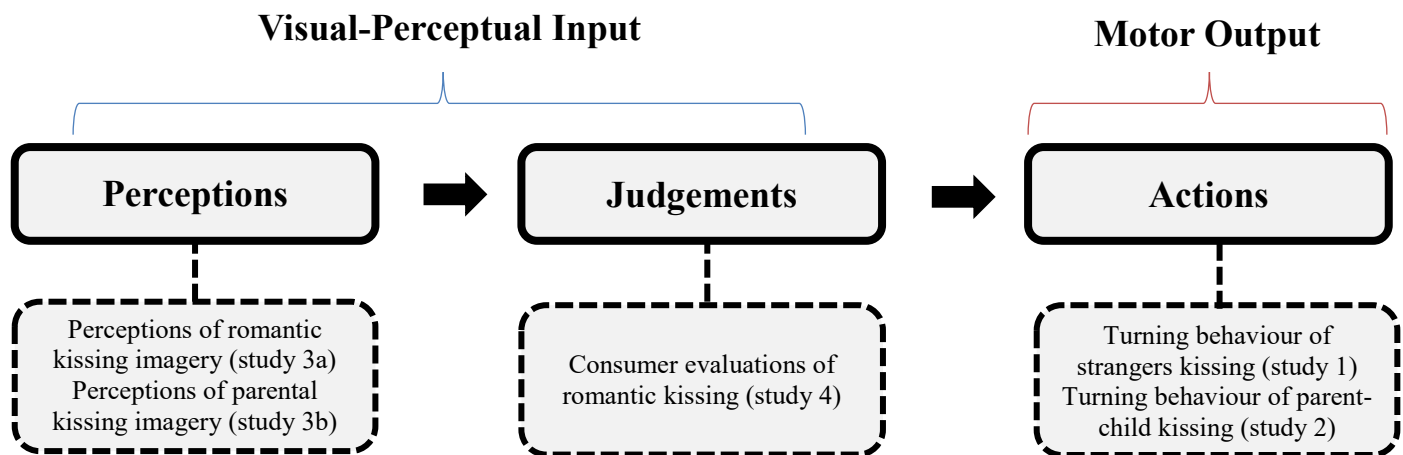 Visual-Perceptual Input
Motor Output
Perceptions
Judgements
Actions
Perceptions of romantic
kissing imagery (study 3a)
Perceptions of parental
kissing imagery (study 3b)
Consumer evaluations of
romantic kissing (study 4)
Turning behaviour of
strangers kissing (study 1)
Turning behaviour of parent-
child kissing (study 2)